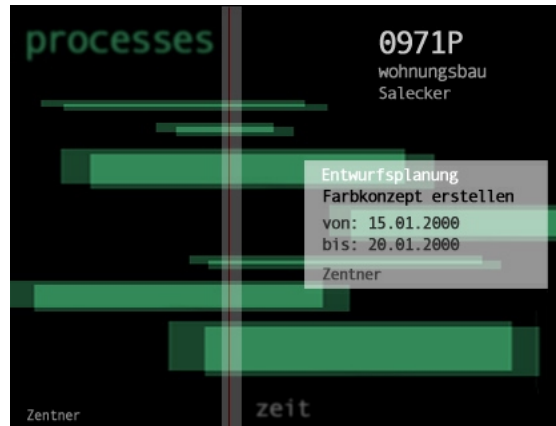 processes
0971P
wohnungsbau
Salecker
Entwurfsplanung
Farbkonzept erstellen
von: 15.01.2000
bis: 20.01.2000
Zentner
Zentner
zeit